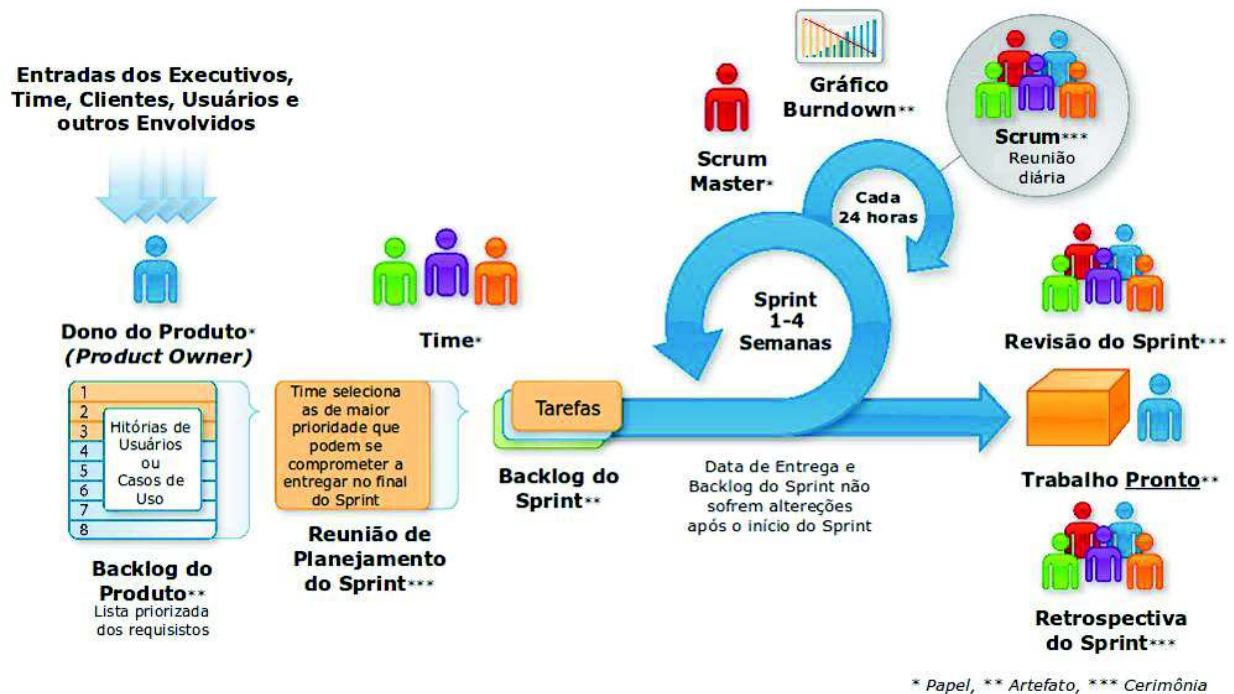 Entradas dos Executivos,
Time, Clientes, Usuários e
outros Envolvidos
Dono do Produto*
(Product Owner)
1
2
3
4
5
6
7
8
Hitórias de
Usuários
ou
Casos de
Uso
Backlog do
Produto**
Lista priorizada
dos requisistos
Time*
Time seleciona
as de maior
prioridade que
podem se
comprometer a
entregar no final
do Sprint
Reunião de
Planejamento
do Sprint***
Tarefas
Backlog do
Sprint**
Scrum
Master*
Gráfico
Burndown**
Cada
24 horas
Scrum***
Reunião
diária
Sprint
1-4
Semanas
Data de Entrega e
Backlog do Sprint não
sofrem altereções
após o início do Sprint
Revisão do Sprint***
Trabalho Pronto**
Retrospectiva
do Sprint***
* Papel, ** Artefato, *** Cerimônia